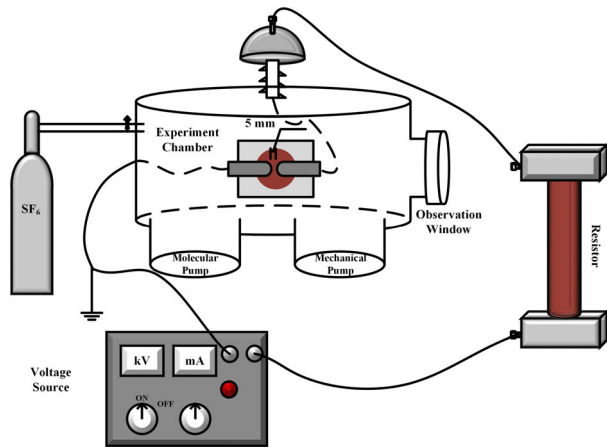 5 mm
Experiment
Chamber
SF₆
Observation
Window
Resistor
Molecular
Pump
Mechanical
Pump
Voltage
Source
kV
mA
ON
OFF